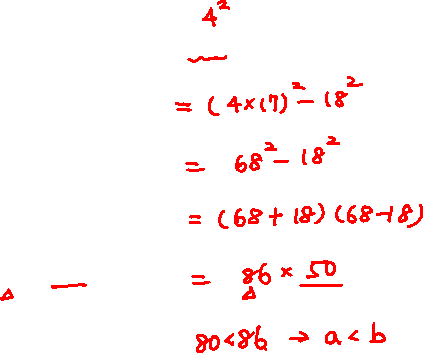 4²
= (4×17)² - 18²
= 68² - 18²
= (68+18)(68-18)
= 86 × 50
80<86 → a<b